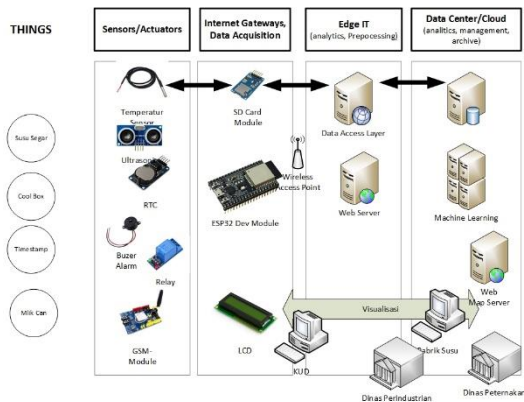 THINGS
Sensors/Actuators
Internet Gateways,
Data Acquisition
Edge IT
(analytics, Prepocessing)
Data Center/Cloud
(analitics, management,
archive)
Susu Segar
Cool Box
Timestamp
Mlik Can
Temperatur
Sensor
Ultrasonic
RTC
Buzer
Alarm
Relay
GSM-
Module
SD Card
Module
ESP32 Dev Module
Wireless
Access Point
LCD
Data Access Layer
Web Server
Machine Learning
Web
Map Server
Visualisasi
KUD
Pabrik Susu
Dinas Perindustrian
Dinas Peternakan